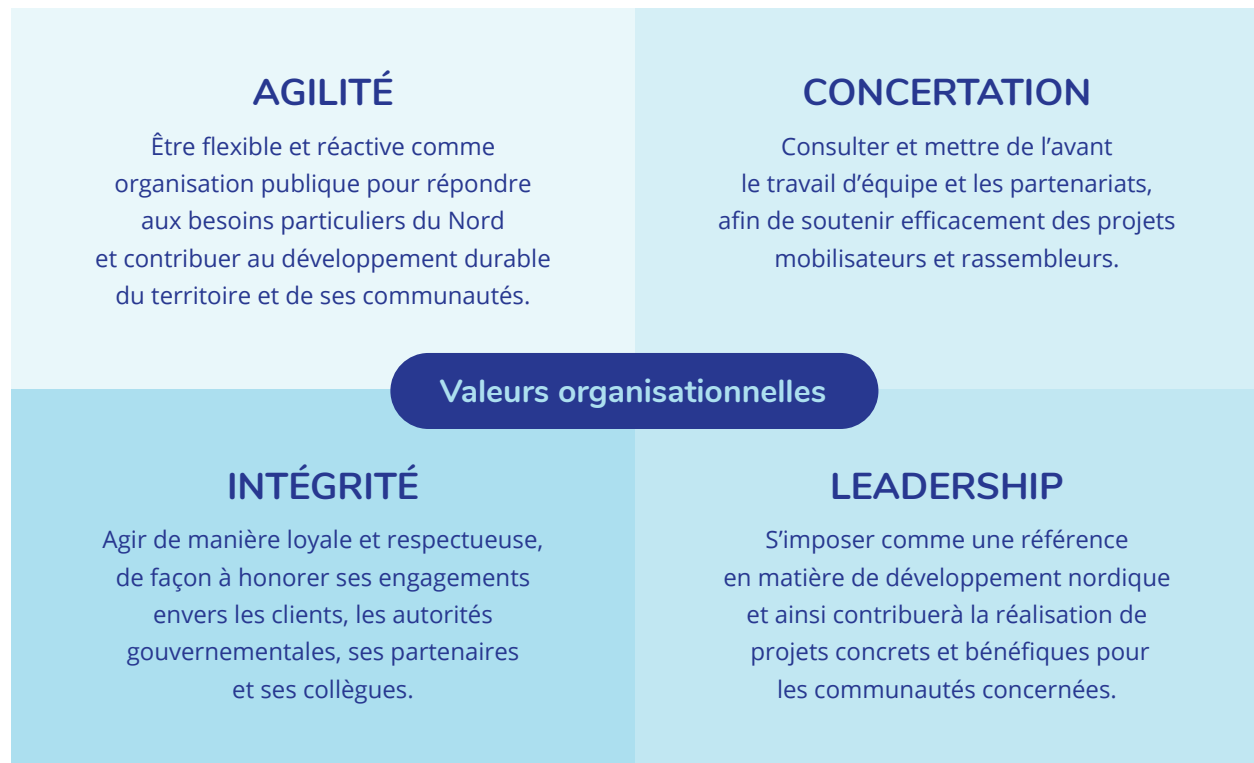 AGILITÉ
Être flexible et réactive comme
organisation publique pour répondre
aux besoins particuliers du Nord
et contribuer au développement durable
du territoire et de ses communautés.
CONCERTATION
Consulter et mettre de l’avant
le travail d’équipe et les partenariats,
afin de soutenir efficacement des projets
mobilisateurs et rassembleurs.
Valeurs organisationnelles
INTÉGRITÉ
Agir de manière loyale et respectueuse,
de façon à honorer ses engagements
envers les clients, les autorités
gouvernementales, ses partenaires
et ses collègues.
LEADERSHIP
S’imposer comme une référence
en matière de développement nordique
et ainsi contribuerà la réalisation de
projets concrets et bénéfiques pour
les communautés concernées.